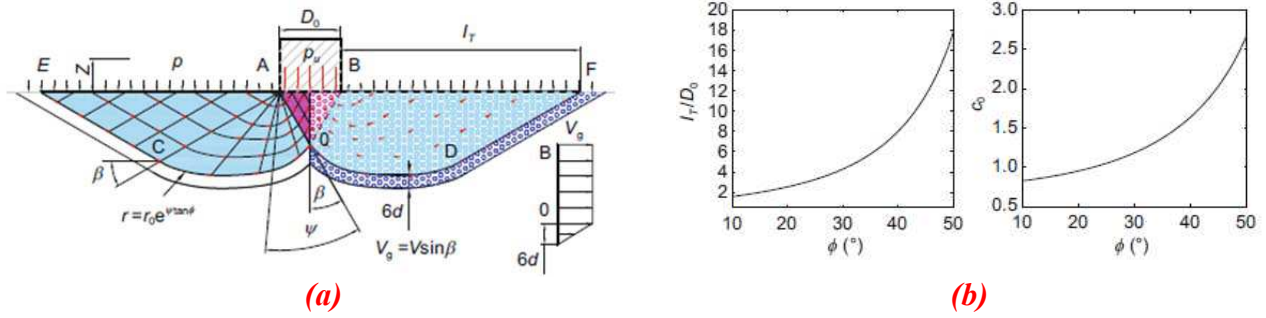 D₀
l_T
E
Z
p
A
p_u
B
F
V_g
0
C
D
B
β
β
6d
0
ψ
r = r₀e^ψtanφ
V_g = V sin β
6d
(a)
20
18
16
14
12
10
8
6
4
2
l_T/D₀
10 20 30 40 50
ϕ (°)
3.0
2.5
2.0
1.5
1.0
0.5
c₀
10 20 30 40 50
ϕ (°)
(b)